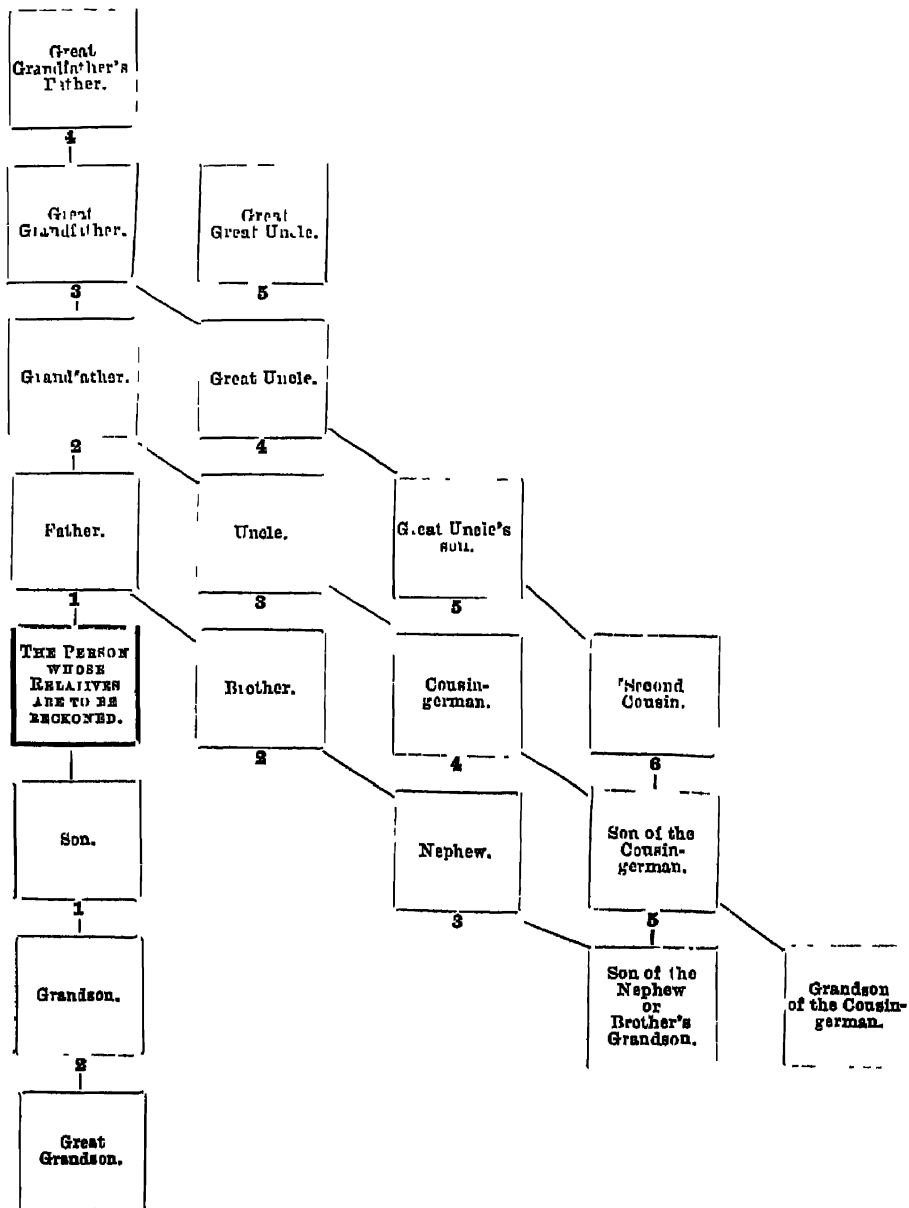 Great
Grandfather's
Father.
4
Great
Grandfather.
3
Great
Great Uncle.
5
Grandfather.
2
Great Uncle.
4
Father.
1
Uncle.
3
Great Uncle's
son.
5
THE PERSON
WHOSE
RELATIVES
ARE TO BE
RECKONED.
Brother.
2
Cousin-
german.
4
Second
Cousin.
6
Son.
1
Nephew.
3
Son of the
Cousin-
german.
5
Grandson.
2
Son of the
Nephew
or
Brother's
Grandson.
Grandson
of the Cousin-
german.
Great
Grandson.